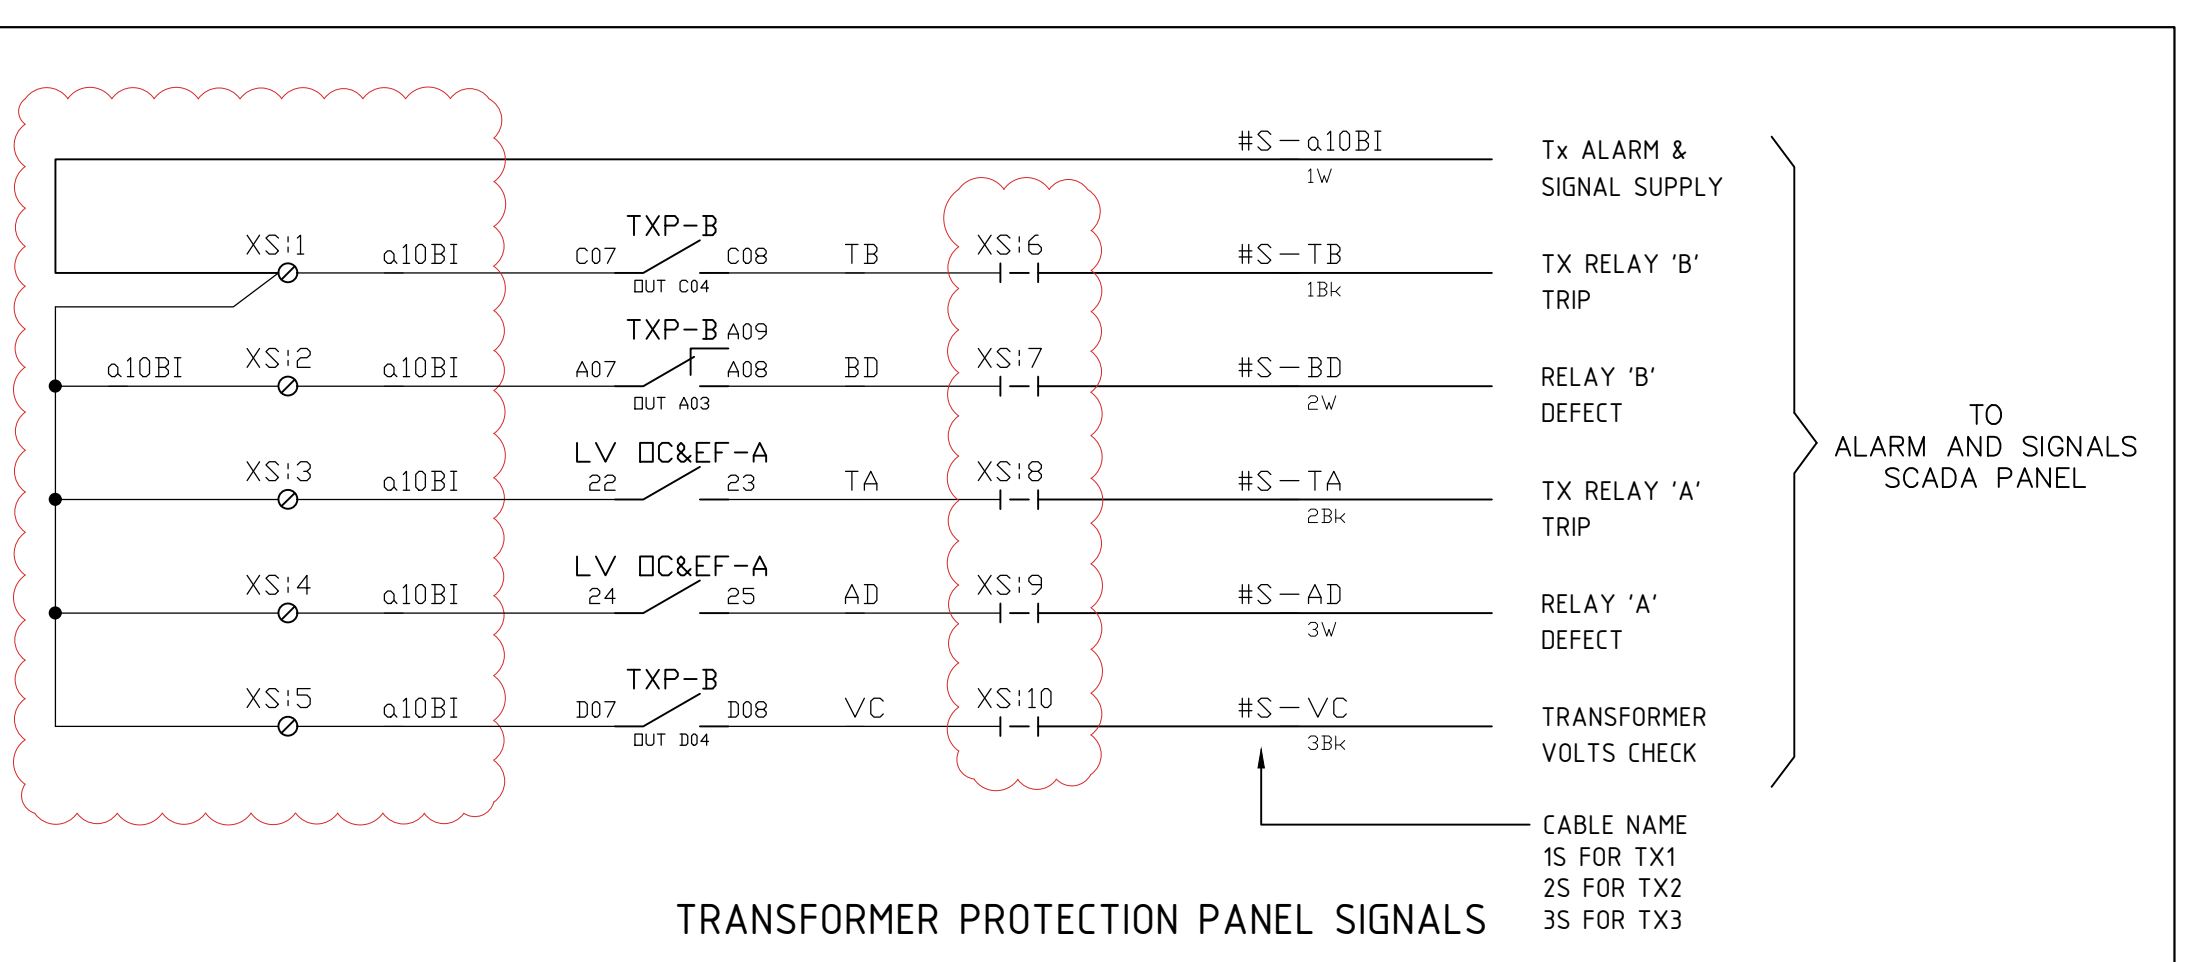 #S-a10BI
1W
Tx ALARM &
SIGNAL SUPPLY
XS:1 a10BI C07 TXP-B C08 TB XS:6 #S-TB
OUT C04 1Bk
TX RELAY 'B'
TRIP
a10BI XS:2 a10BI A07 TXP-B A09 A08 BD XS:7 #S-BD
OUT A03 2W
RELAY 'B'
DEFECT
TO
ALARM AND SIGNALS
SCADA PANEL
XS:3 a10BI LV OC&EF-A 22 23 TA XS:8 #S-TA
2Bk
TX RELAY 'A'
TRIP
XS:4 a10BI LV OC&EF-A 24 25 AD XS:9 #S-AD
3W
RELAY 'A'
DEFECT
XS:5 a10BI D07 TXP-B D08 VC XS:10 #S-VC
OUT D04 3Bk
TRANSFORMER
VOLTS CHECK
CABLE NAME
1S FOR TX1
2S FOR TX2
3S FOR TX3
TRANSFORMER PROTECTION PANEL SIGNALS